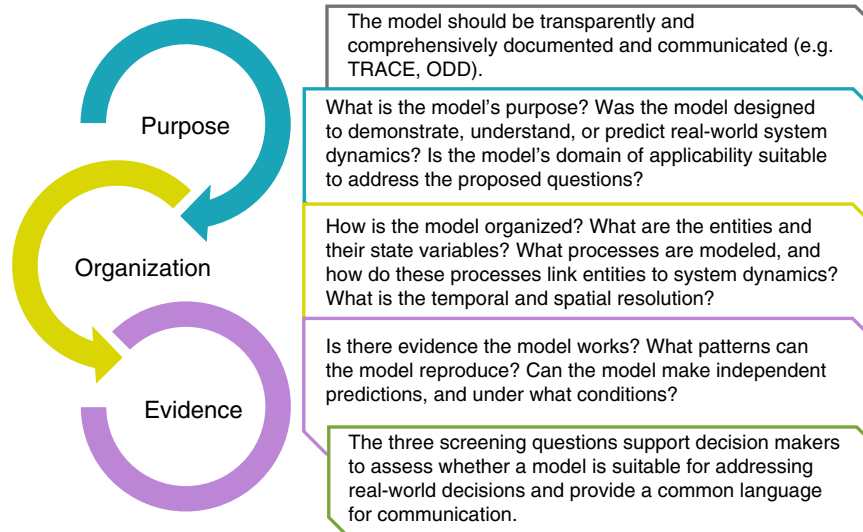 The model should be transparently and
comprehensively documented and communicated (e.g.
TRACE, ODD).
Purpose
What is the model's purpose? Was the model designed
to demonstrate, understand, or predict real-world system
dynamics? Is the model's domain of applicability suitable
to address the proposed questions?
Organization
How is the model organized? What are the entities and
their state variables? What processes are modeled, and
how do these processes link entities to system dynamics?
What is the temporal and spatial resolution?
Evidence
Is there evidence the model works? What patterns can
the model reproduce? Can the model make independent
predictions, and under what conditions?
The three screening questions support decision makers
to assess whether a model is suitable for addressing
real-world decisions and provide a common language
for communication.